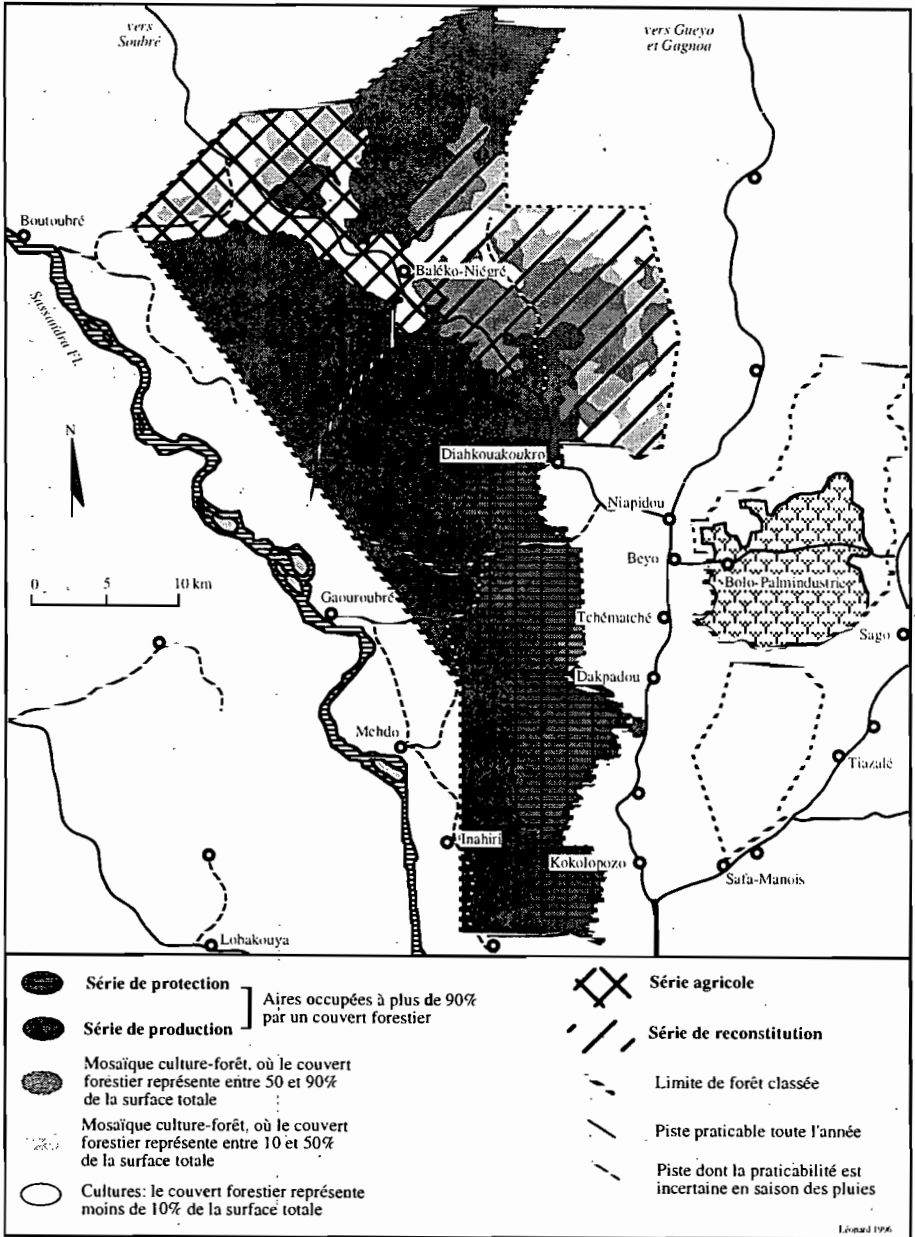 vers
Soubré
vers Gueyo
et Gagnoa
Boutoubré
Baléko-Niégré
Sassandra Fl.
N
Diahkouakoukro
Niapidou
Beyo
Bolo-Palmindustrie
0 5 10 km
Gaouroubré
Tchématché
Sago
Dakpadou
Mehdo
Tiazalé
Inahiri
Kokolopozo
Safa-Manois
Lobakouya
Série de protection
Série de production
Aires occupées à plus de 90%
par un couvert forestier
Mosaïque culture-forêt, où le couvert
forestier représente entre 50 et 90%
de la surface totale
Mosaïque culture-forêt, où le couvert
forestier représente entre 10 et 50%
de la surface totale
Cultures: le couvert forestier représente
moins de 10% de la surface totale
Série agricole
Série de reconstitution
Limite de forêt classée
Piste praticable toute l'année
Piste dont la praticabilité est
incertaine en saison des pluies
Léonard 1996